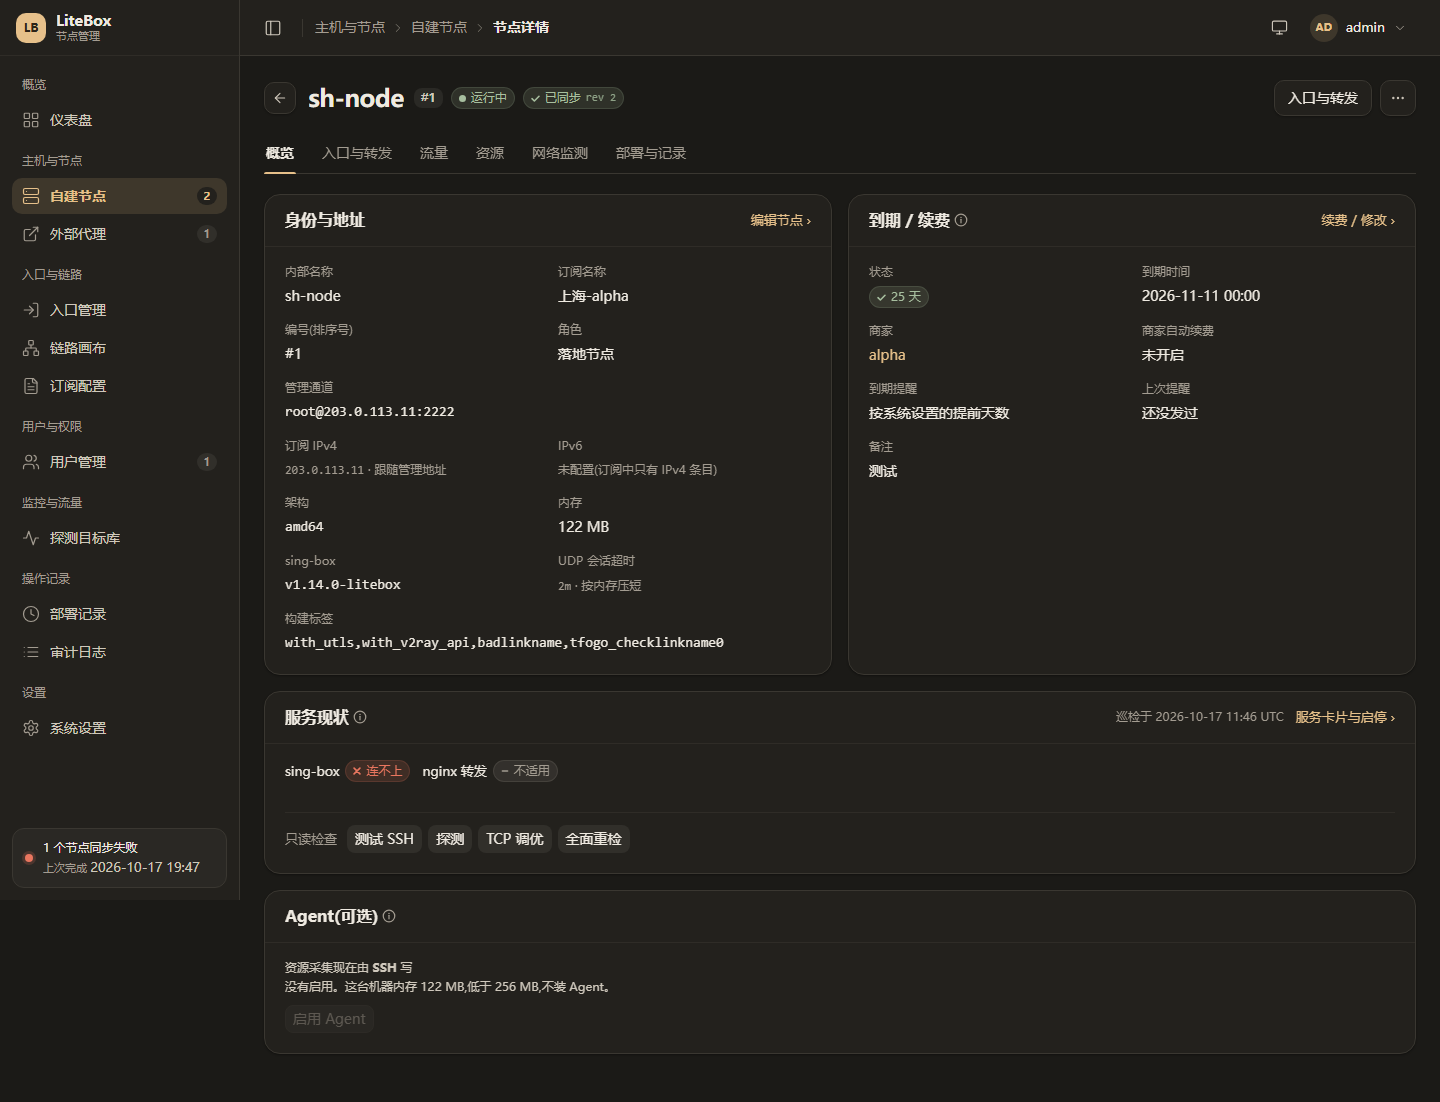 LB
LiteBox
节点管理
概览
仪表盘
主机与节点
自建节点 2
外部代理 1
入口与链路
入口管理
链路画布
订阅配置
用户与权限
用户管理 1
监控与流量
探测目标库
操作记录
部署记录
审计日志
设置
系统设置
1 个节点同步失败
上次完成 2026-10-17 19:47
主机与节点 › 自建节点 › 节点详情
AD admin
sh-node #1 运行中 已同步 rev 2
入口与转发 ···
概览 入口与转发 流量 资源 网络监测 部署与记录
身份与地址 编辑节点 ›
内部名称 订阅名称
sh-node 上海-alpha
编号(排序号) 角色
#1 落地节点
管理通道
root@203.0.113.11:2222
订阅 IPv4 IPv6
203.0.113.11 · 跟随管理地址 未配置(订阅中只有 IPv4 条目)
架构 内存
amd64 122 MB
sing-box UDP 会话超时
v1.14.0-litebox 2m · 按内存压短
构建标签
with_utls,with_v2ray_api,badlinkname,tfogo_checklinkname0
到期 / 续费 续费 / 修改 ›
状态 到期时间
25 天 2026-11-11 00:00
商家 商家自动续费
alpha 未开启
到期提醒 上次提醒
按系统设置的提前天数 还没发过
备注
测试
服务现状 巡检于 2026-10-17 11:46 UTC 服务卡片与启停 ›
sing-box 连不上 nginx 转发 不适用
只读检查 测试 SSH 探测 TCP 调优 全面重检
Agent(可选)
资源采集现在由 SSH 写
没有启用。这台机器内存 122 MB,低于 256 MB,不装 Agent。
启用 Agent